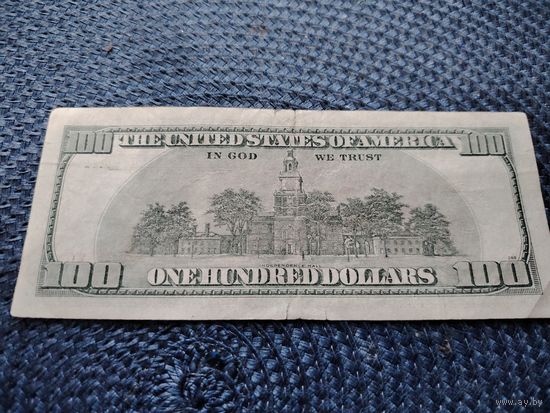 100 THE UNITED STATES OF AMERICA 100
IN GOD WE TRUST
INDEPENDENCE HALL
100 ONE HUNDRED DOLLARS 100
www.ay.by